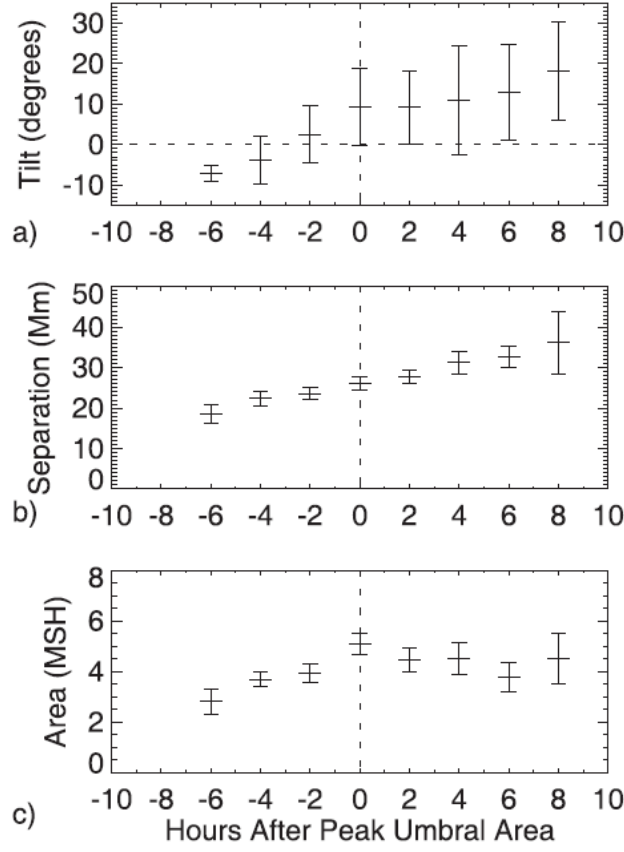 30
20
10
0
-10
Tilt (degrees)
a)
-10 -8 -6 -4 -2 0 2 4 6 8 10
50
40
30
20
10
0
Separation (Mm)
b)
-10 -8 -6 -4 -2 0 2 4 6 8 10
8
6
4
2
0
Area (MSH)
c)
-10 -8 -6 -4 -2 0 2 4 6 8 10
Hours After Peak Umbral Area